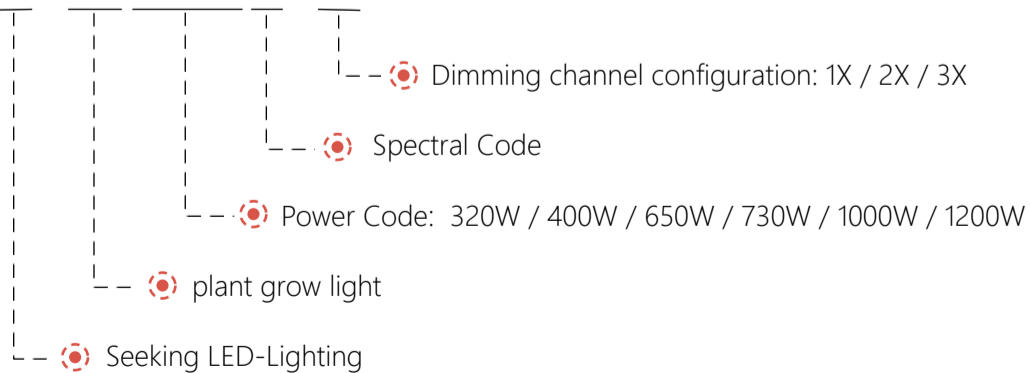 Dimming channel configuration: 1X / 2X / 3X
Spectral Code
Power Code: 320W / 400W / 650W / 730W / 1000W / 1200W
plant grow light
Seeking LED-Lighting